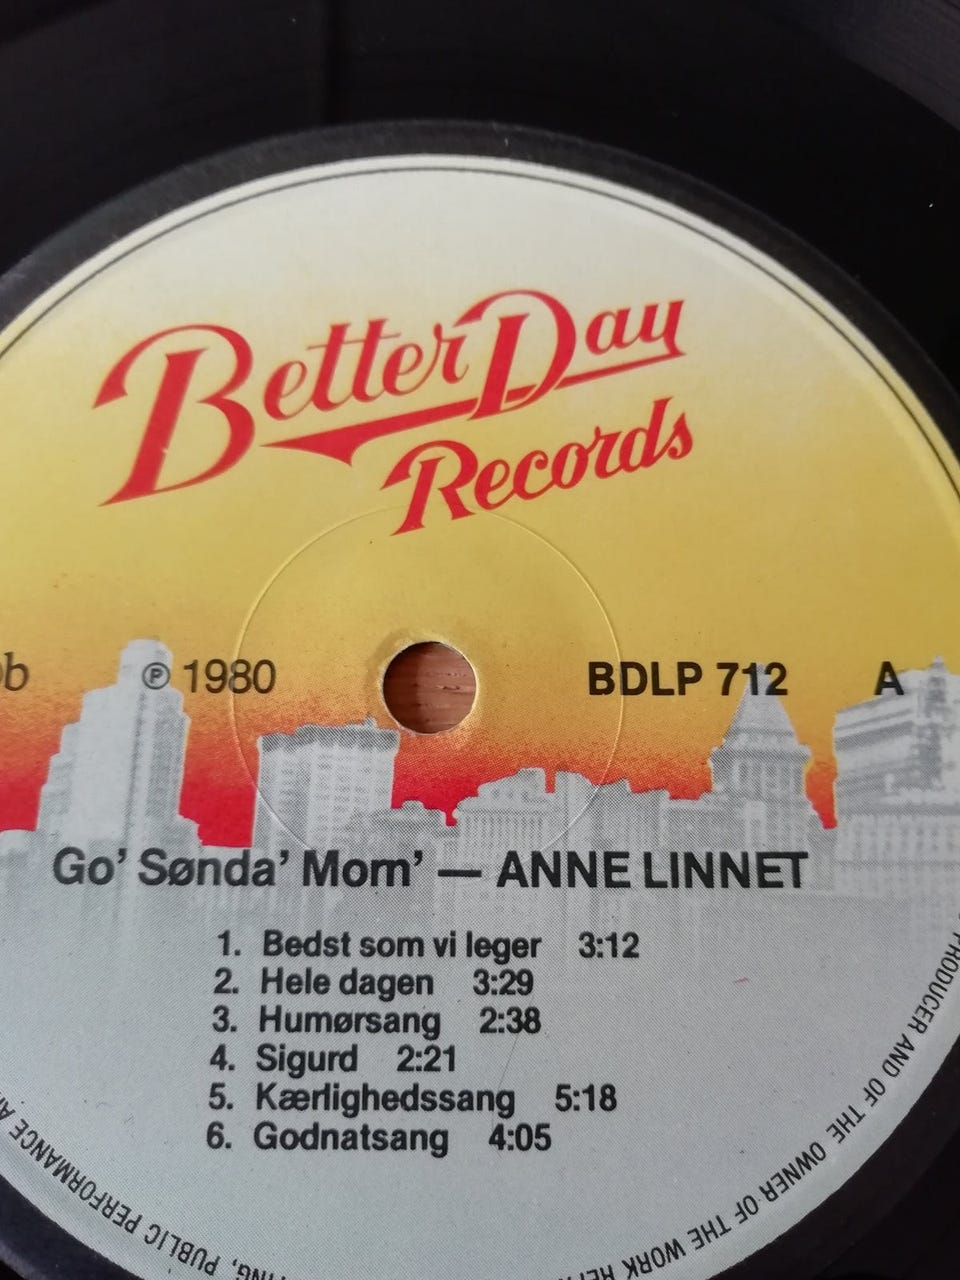 Better Day
Records
℗ 1980
BDLP 712 A
Go' Sønda' Morn' — ANNE LINNET
1. Bedst som vi leger 3:12
2. Hele dagen 3:29
3. Humørsang 2:38
4. Sigurd 2:21
5. Kærlighedssang 5:18
6. Godnatsang 4:05
PRODUCER AND OF THE OWNER OF THE WORK
PUBLIC PERFORMANCE